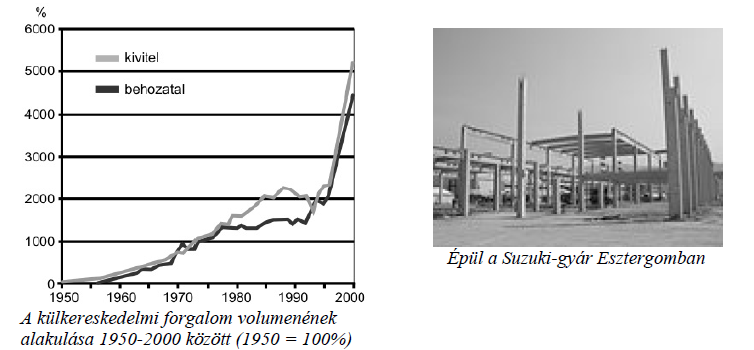 %
6000
5000
4000
3000
2000
1000
0
kivitel
behozatal
1950 1960 1970 1980 1990 2000
A külkereskedelmi forgalom volumenének
alakulása 1950-2000 között (1950 = 100%)
Épül a Suzuki-gyár Esztergomban